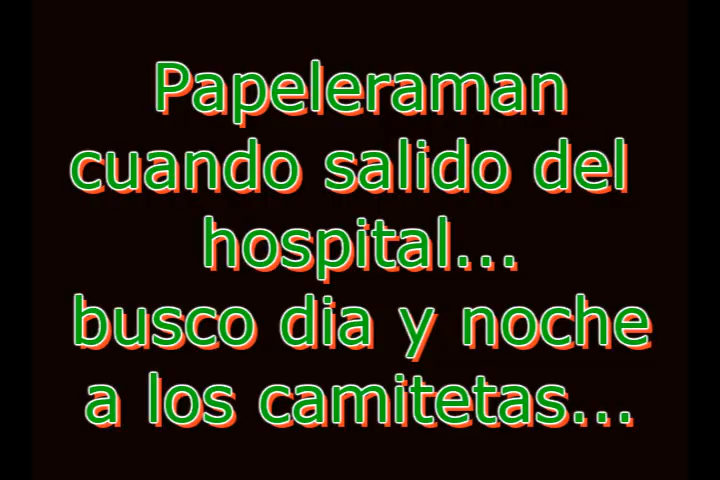 Papeleraman
cuando salido del
hospital...
busco dia y noche
a los camitetas...